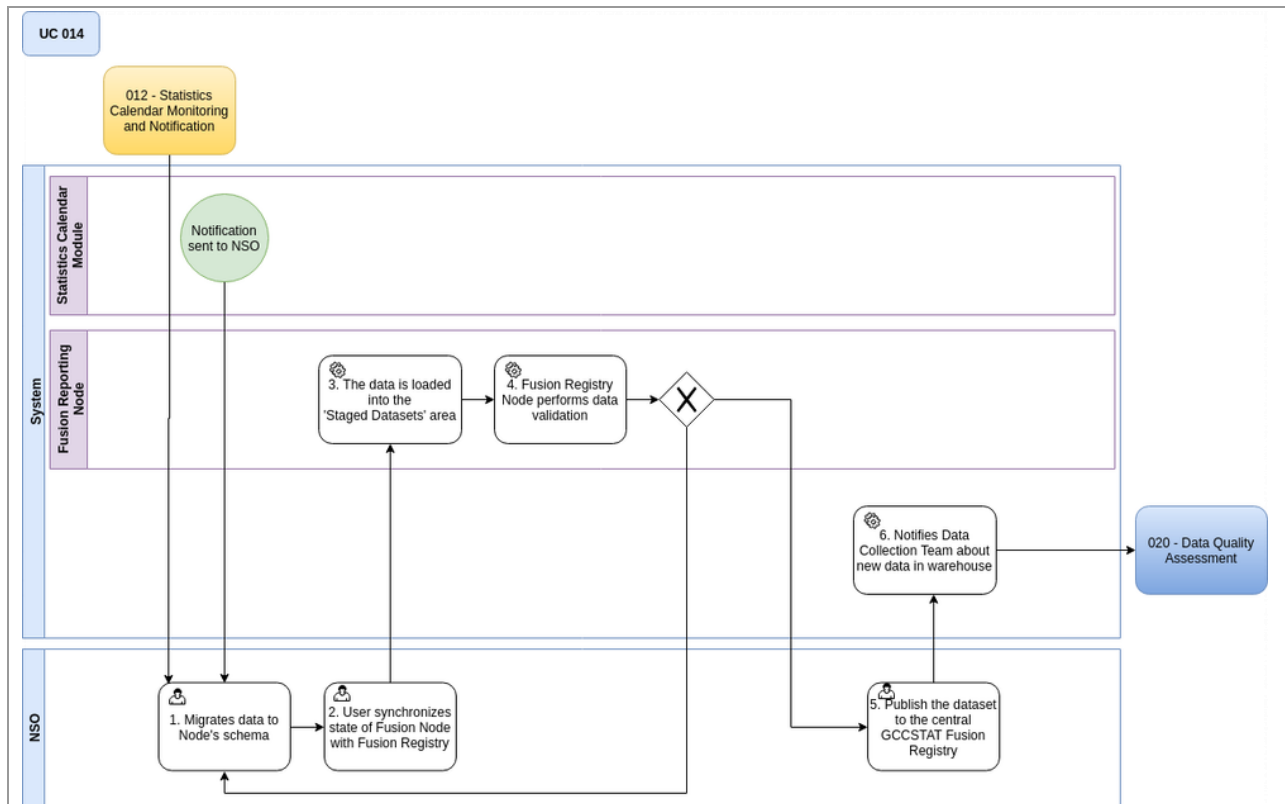 UC 014
012 - Statistics
Calendar Monitoring
and Notification
Statistics Calendar
Module
Notification
sent to NSO
System
Fusion Reporting
Node
3. The data is loaded
into the
'Staged Datasets' area
4. Fusion Registry
Node performs data
validation
6. Notifies Data
Collection Team about
new data in warehouse
020 - Data Quality
Assessment
NSO
1. Migrates data to
Node's schema
2. User synchronizes
state of Fusion Node
with Fusion Registry
5. Publish the dataset
to the central
GCCSTAT Fusion
Registry